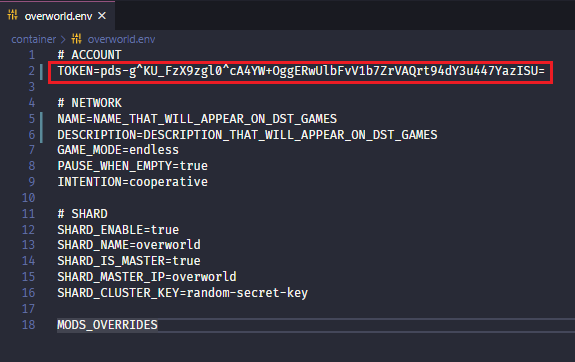 overworld.env ×
container > overworld.env
1 # ACCOUNT
2 TOKEN=pds-g^KU_FzX9zgl0^cA4YW+OggERwUlbFvV1b7ZrVAQrt94dY3u447YazISU=
3
4 # NETWORK
5 NAME=NAME_THAT_WILL_APPEAR_ON_DST_GAMES
6 DESCRIPTION=DESCRIPTION_THAT_WILL_APPEAR_ON_DST_GAMES
7 GAME_MODE=endless
8 PAUSE_WHEN_EMPTY=true
9 INTENTION=cooperative
10
11 # SHARD
12 SHARD_ENABLE=true
13 SHARD_NAME=overworld
14 SHARD_IS_MASTER=true
15 SHARD_MASTER_IP=overworld
16 SHARD_CLUSTER_KEY=random-secret-key
17
18 MODS_OVERRIDES